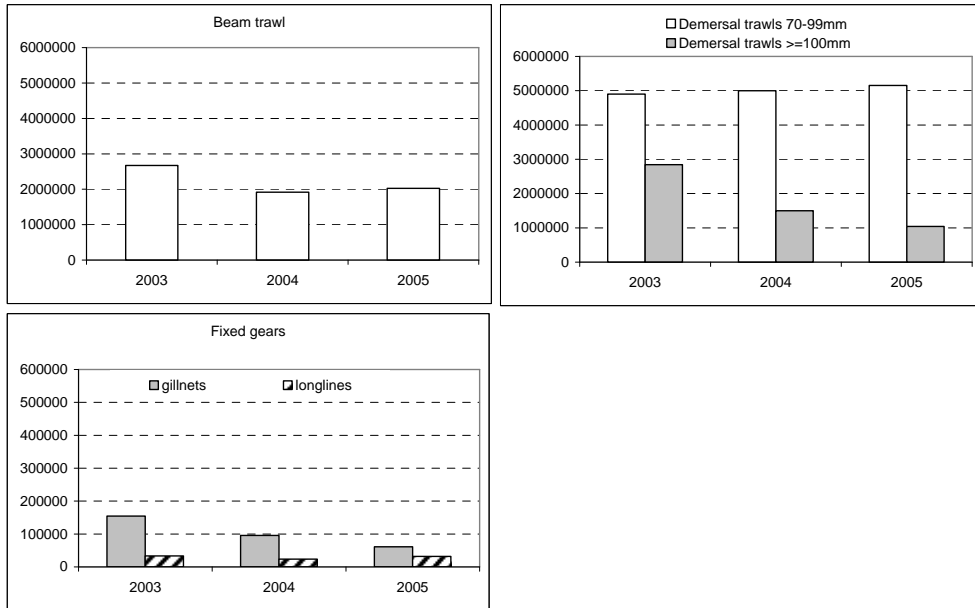 Beam trawl
6000000
5000000
4000000
3000000
2000000
1000000
0
2003 2004 2005
Demersal trawls 70-99mm
Demersal trawls >=100mm
6000000
5000000
4000000
3000000
2000000
1000000
0
2003 2004 2005
Fixed gears
gillnets longlines
600000
500000
400000
300000
200000
100000
0
2003 2004 2005